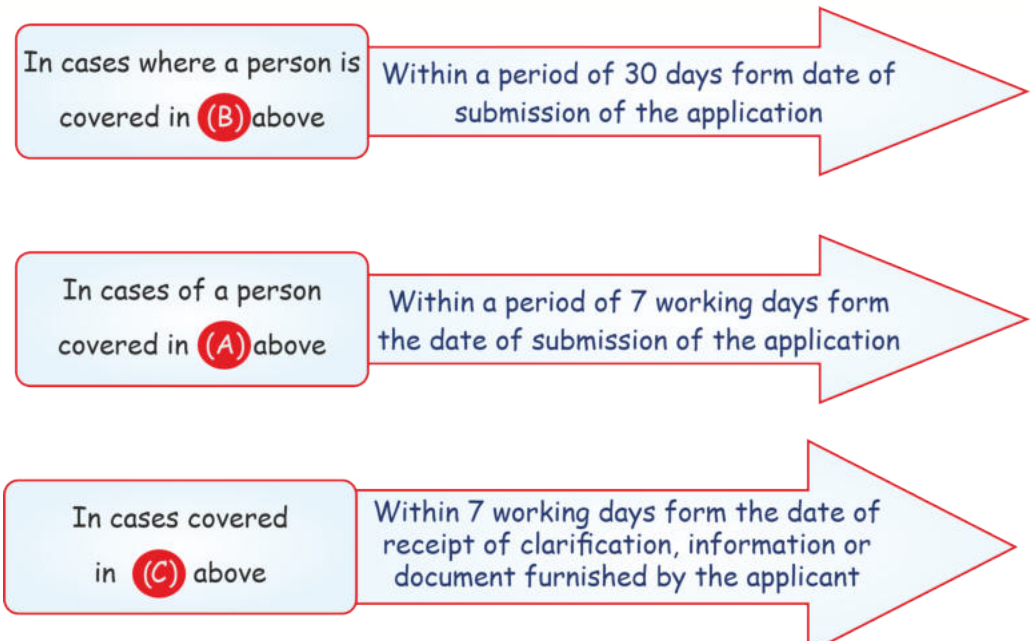 In cases where a person is
covered in (B) above
Within a period of 30 days form date of
submission of the application
In cases of a person
covered in (A) above
Within a period of 7 working days form
the date of submission of the application
In cases covered
in (C) above
Within 7 working days form the date of
receipt of clarification, information or
document furnished by the applicant